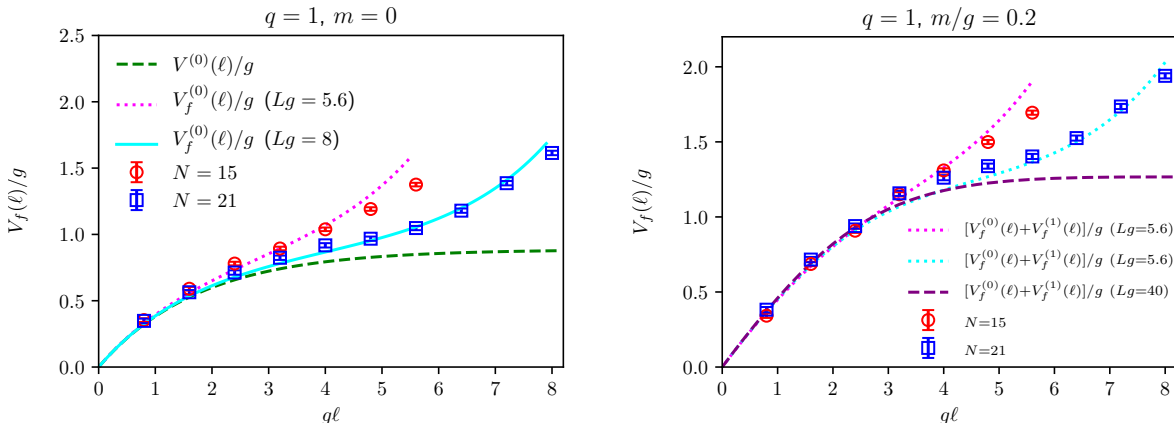 q = 1, m = 0
2.5
2.0
1.5
1.0
0.5
0.0
V_f(ℓ)/g
V^{(0)}(ℓ)/g
V_f^{(0)}(ℓ)/g (Lg = 5.6)
V_f^{(0)}(ℓ)/g (Lg = 8)
N = 15
N = 21
0 1 2 3 4 5 6 7 8
gℓ
q = 1, m/g = 0.2
2.0
1.5
1.0
0.5
0.0
V_f(ℓ)/g
[V_f^{(0)}(ℓ)+V_f^{(1)}(ℓ)]/g (Lg=5.6)
[V_f^{(0)}(ℓ)+V_f^{(1)}(ℓ)]/g (Lg=5.6)
[V_f^{(0)}(ℓ)+V_f^{(1)}(ℓ)]/g (Lg=40)
N=15
N=21
0 1 2 3 4 5 6 7 8
gℓ